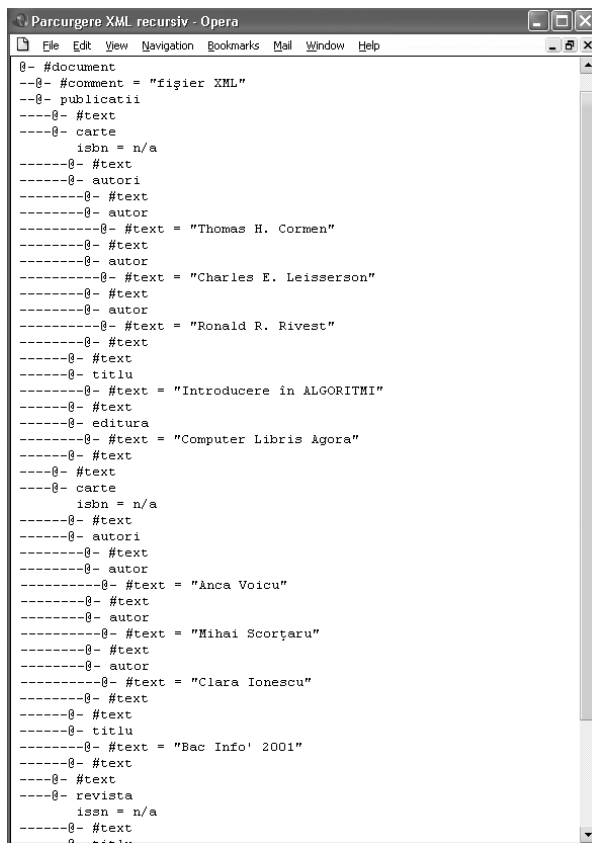 Parcurgere XML recursiv - Opera
File Edit View Navigation Bookmarks Mail Window Help
@- #document
--@- #comment = "fişier XML"
--@- publicatii
----@- #text
----@- carte
isbn = n/a
------@- #text
------@- autori
--------@- #text
--------@- autor
----------@- #text = "Thomas H. Cormen"
--------@- #text
--------@- autor
----------@- #text = "Charles E. Leisserson"
--------@- #text
--------@- autor
----------@- #text = "Ronald R. Rivest"
--------@- #text
------@- #text
------@- titlu
--------@- #text = "Introducere în ALGORITMI"
------@- #text
------@- editura
--------@- #text = "Computer Libris Agora"
------@- #text
----@- #text
----@- carte
isbn = n/a
------@- #text
------@- autori
--------@- #text
--------@- autor
----------@- #text = "Anca Voicu"
--------@- #text
--------@- autor
----------@- #text = "Mihai Scorţaru"
--------@- #text
--------@- autor
----------@- #text = "Clara Ionescu"
--------@- #text
------@- #text
------@- titlu
--------@- #text = "Bac Info' 2001"
------@- #text
----@- #text
----@- revista
issn = n/a
------@- #text
------@- titlu